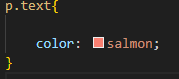 p.text{
color: salmon;
}